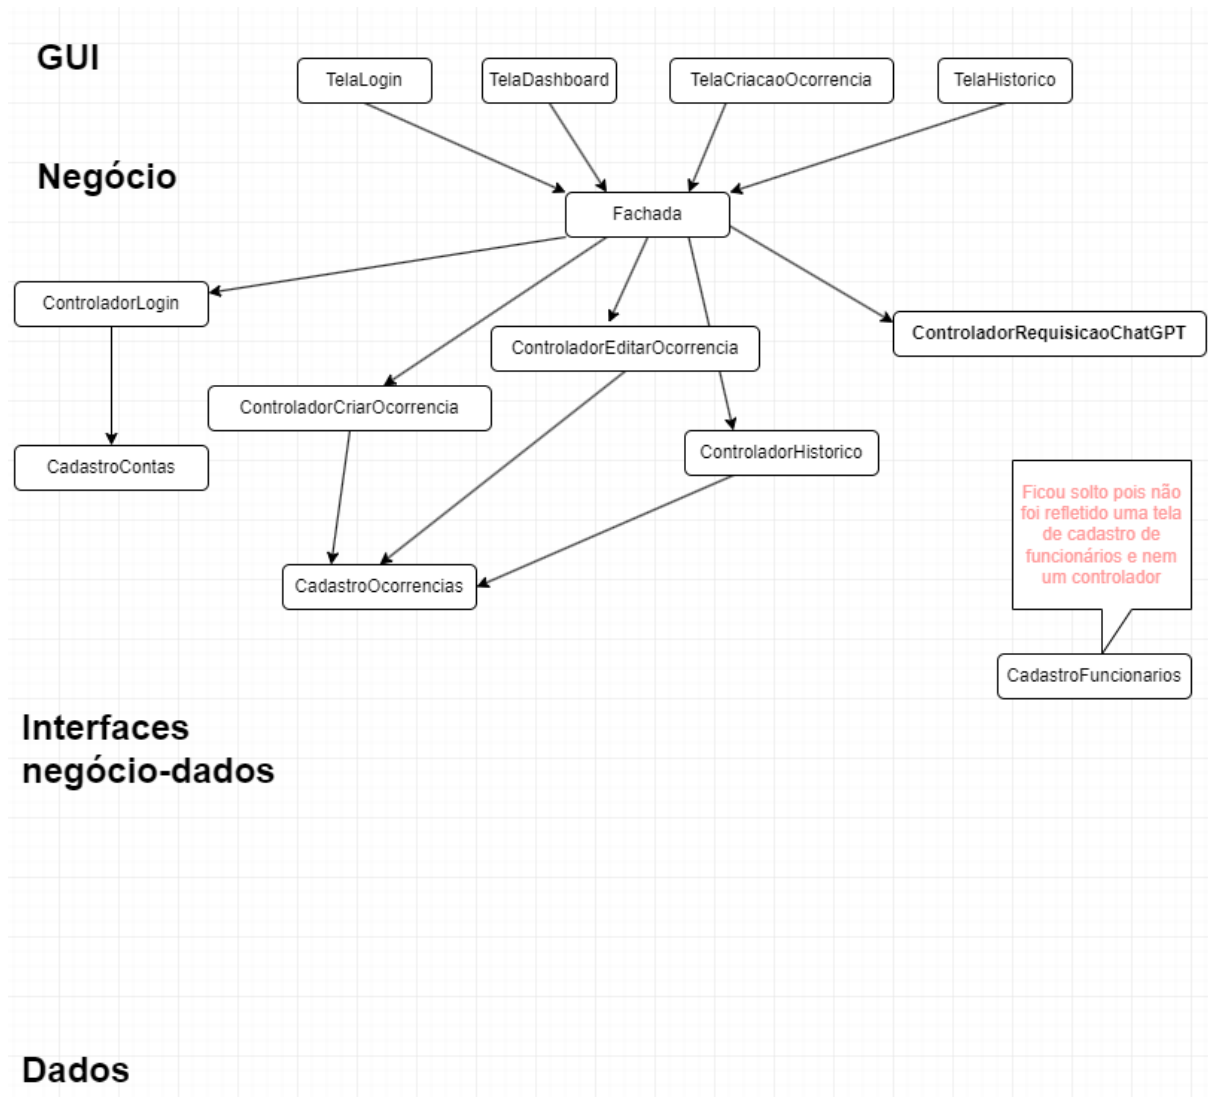 GUI
TelaLogin
TelaDashboard
TelaCriacaoOcorrencia
TelaHistorico
Negócio
Fachada
ControladorLogin
ControladorRequisicaoChatGPT
ControladorEditarOcorrencia
ControladorCriarOcorrencia
ControladorHistorico
CadastroContas
Ficou solto pois não
foi refletido uma tela
de cadastro de
funcionários e nem
um controlador
CadastroOcorrencias
CadastroFuncionarios
Interfaces
negócio-dados
Dados